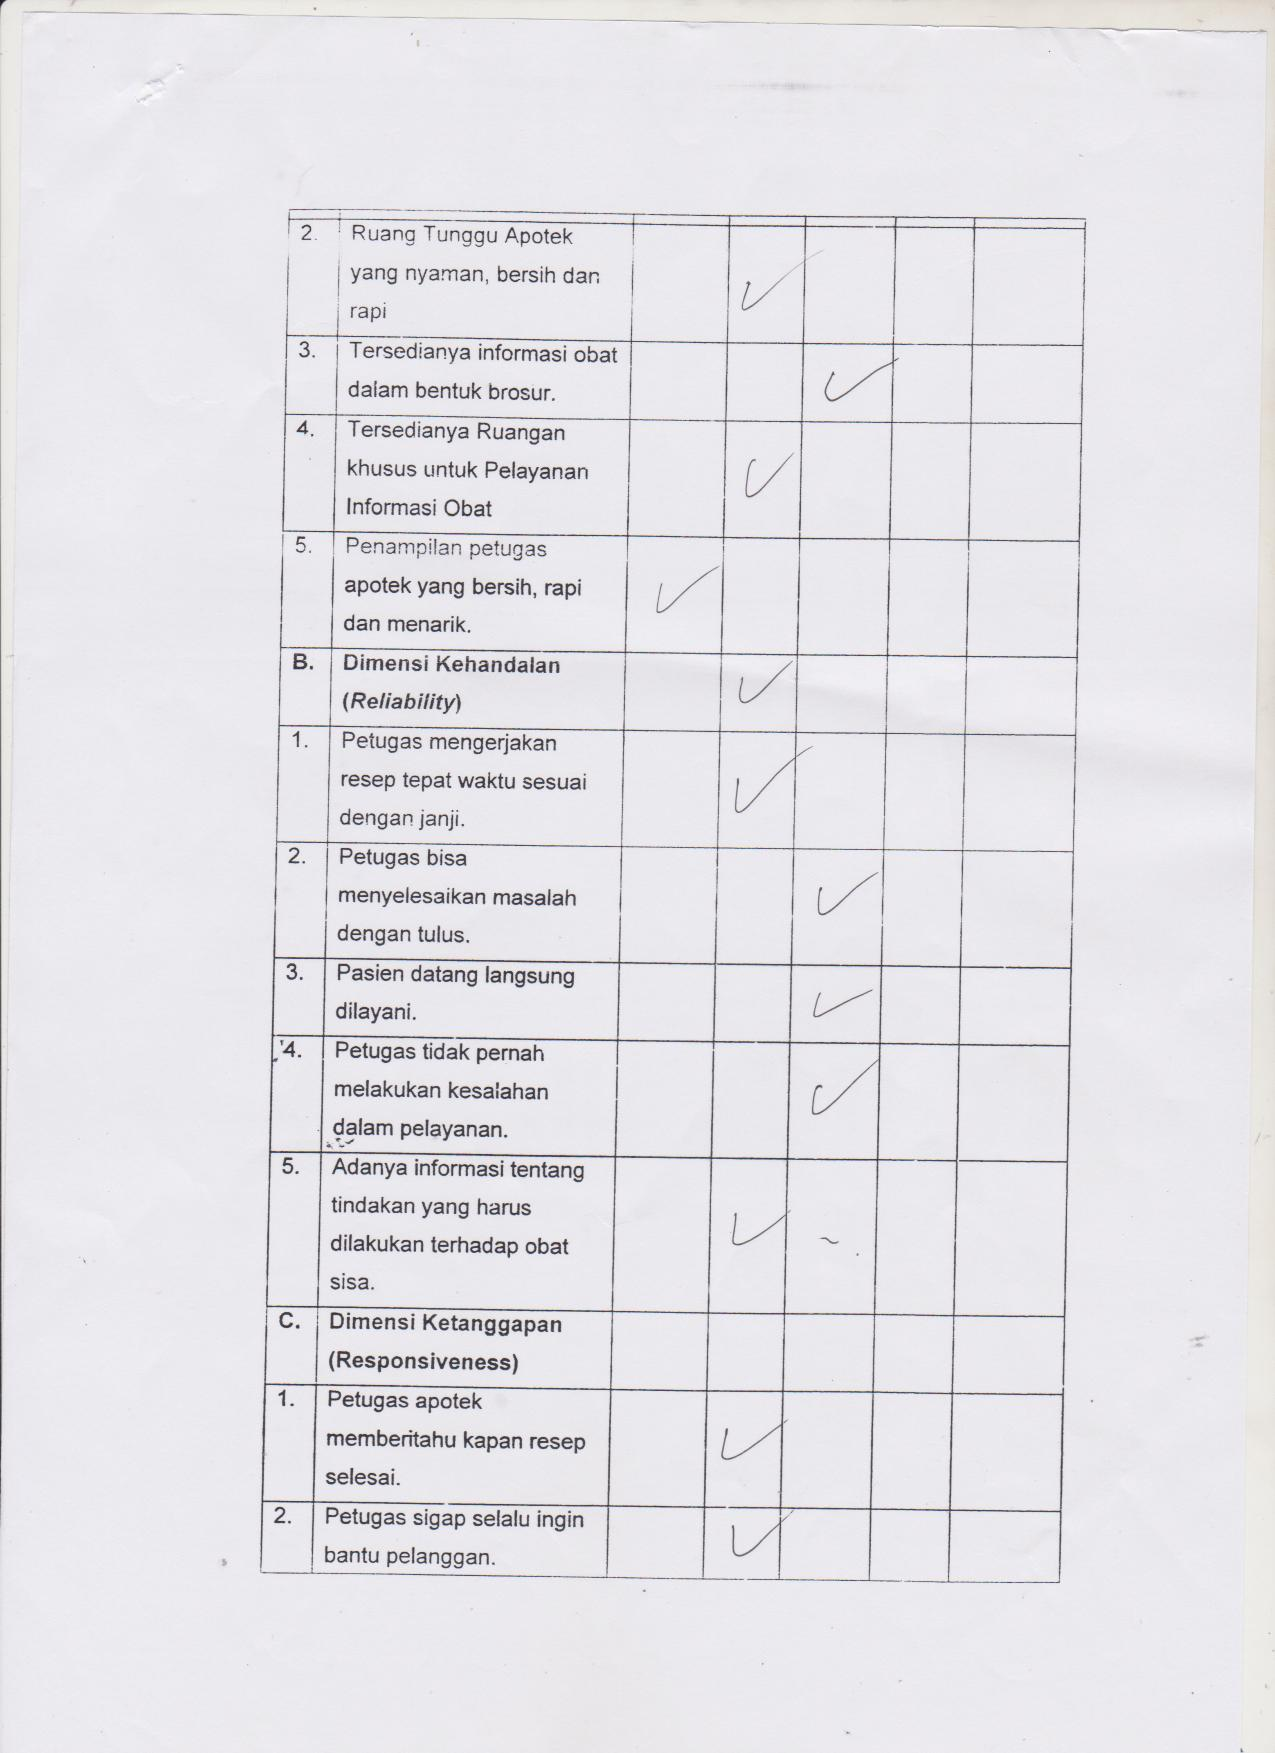 2. Ruang Tunggu Apotek
yang nyaman, bersih dan
rapi
3. Tersedianya informasi obat
dalam bentuk brosur.
4. Tersedianya Ruangan
khusus untuk Pelayanan
Informasi Obat
5. Penampilan petugas
apotek yang bersih, rapi
dan menarik.
B. Dimensi Kehandalan
(Reliability)
1. Petugas mengerjakan
resep tepat waktu sesuai
dengan janji.
2. Petugas bisa
menyelesaikan masalah
dengan tulus.
3. Pasien datang langsung
dilayani.
4. Petugas tidak pernah
melakukan kesalahan
dalam pelayanan.
5. Adanya informasi tentang
tindakan yang harus
dilakukan terhadap obat
sisa.
C. Dimensi Ketanggapan
(Responsiveness)
1. Petugas apotek
memberitahu kapan resep
selesai.
2. Petugas sigap selalu ingin
bantu pelanggan.